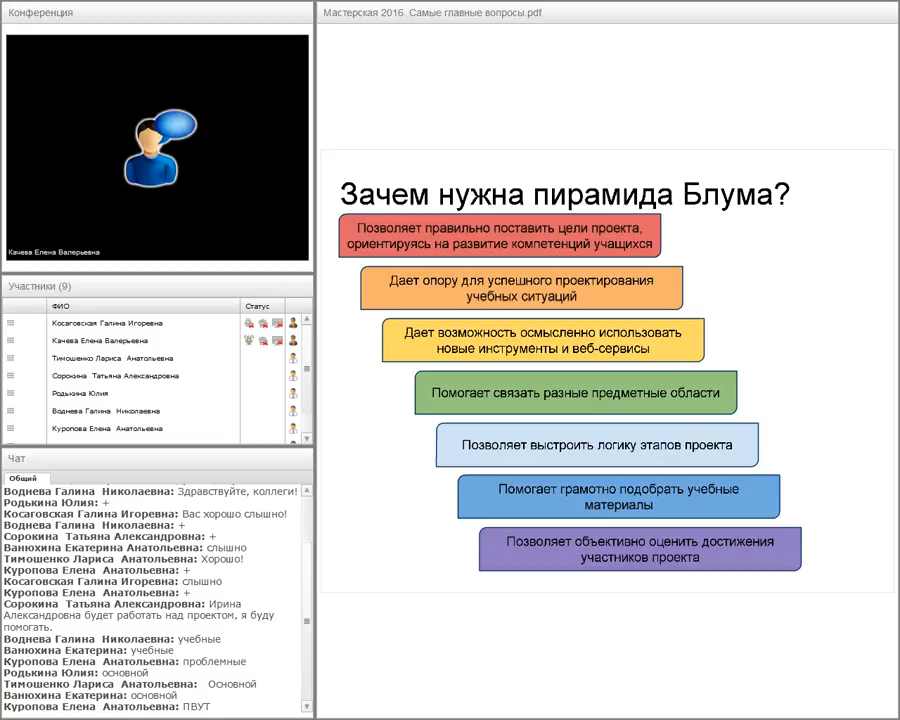 Конференция
Качева Елена Валерьевна
Участники (9)
ФИО Статус
Косаговская Галина Игоревна
Качева Елена Валерьевна
Тимошенко Лариса Анатольевна
Сорокина Татьяна Александровна
Родькина Юлия
Воднева Галина Николаевна
Куропова Елена Анатольевна
Чат
Общий
Воднева Галина Николаевна: Здравствуйте, коллеги!
Родькина Юлия: +
Косаговская Галина Игоревна: Вас хорошо слышно!
Воднева Галина Николаевна: +
Сорокина Татьяна Александровна: +
Ванюхина Екатерина Анатольевна: слышно
Тимошенко Лариса Анатольевна: Хорошо!
Куропова Елена Анатольевна: +
Косаговская Галина Игоревна: слышно
Куропова Елена Анатольевна: +
Сорокина Татьяна Александровна: Ирина
Александровна будет работать над проектом, я буду
помогать.
Воднева Галина Николаевна: учебные
Ванюхина Екатерина: учебные
Куропова Елена Анатольевна: проблемные
Родькина Юлия: основной
Тимошенко Лариса Анатольевна: Основной
Ванюхина Екатерина: основной
Куропова Елена Анатольевна: ПВУТ
Мастерская 2016. Самые главные вопросы.pdf
Зачем нужна пирамида Блума?
Позволяет правильно поставить цели проекта,
ориентируясь на развитие компетенций учащихся
Дает опору для успешного проектирования
учебных ситуаций
Дает возможность осмысленно использовать
новые инструменты и веб-сервисы
Помогает связать разные предметные области
Позволяет выстроить логику этапов проекта
Помогает грамотно подобрать учебные
материалы
Позволяет объективно оценить достижения
участников проекта